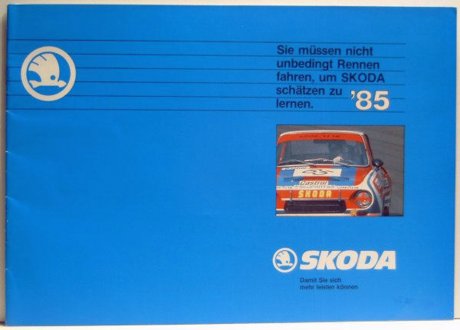 Sie müssen nicht
unbedingt Rennen
fahren, um SKODA
schätzen zu
lernen.
'85
SKODA
SKODA
Damit Sie sich
mehr leisten können.